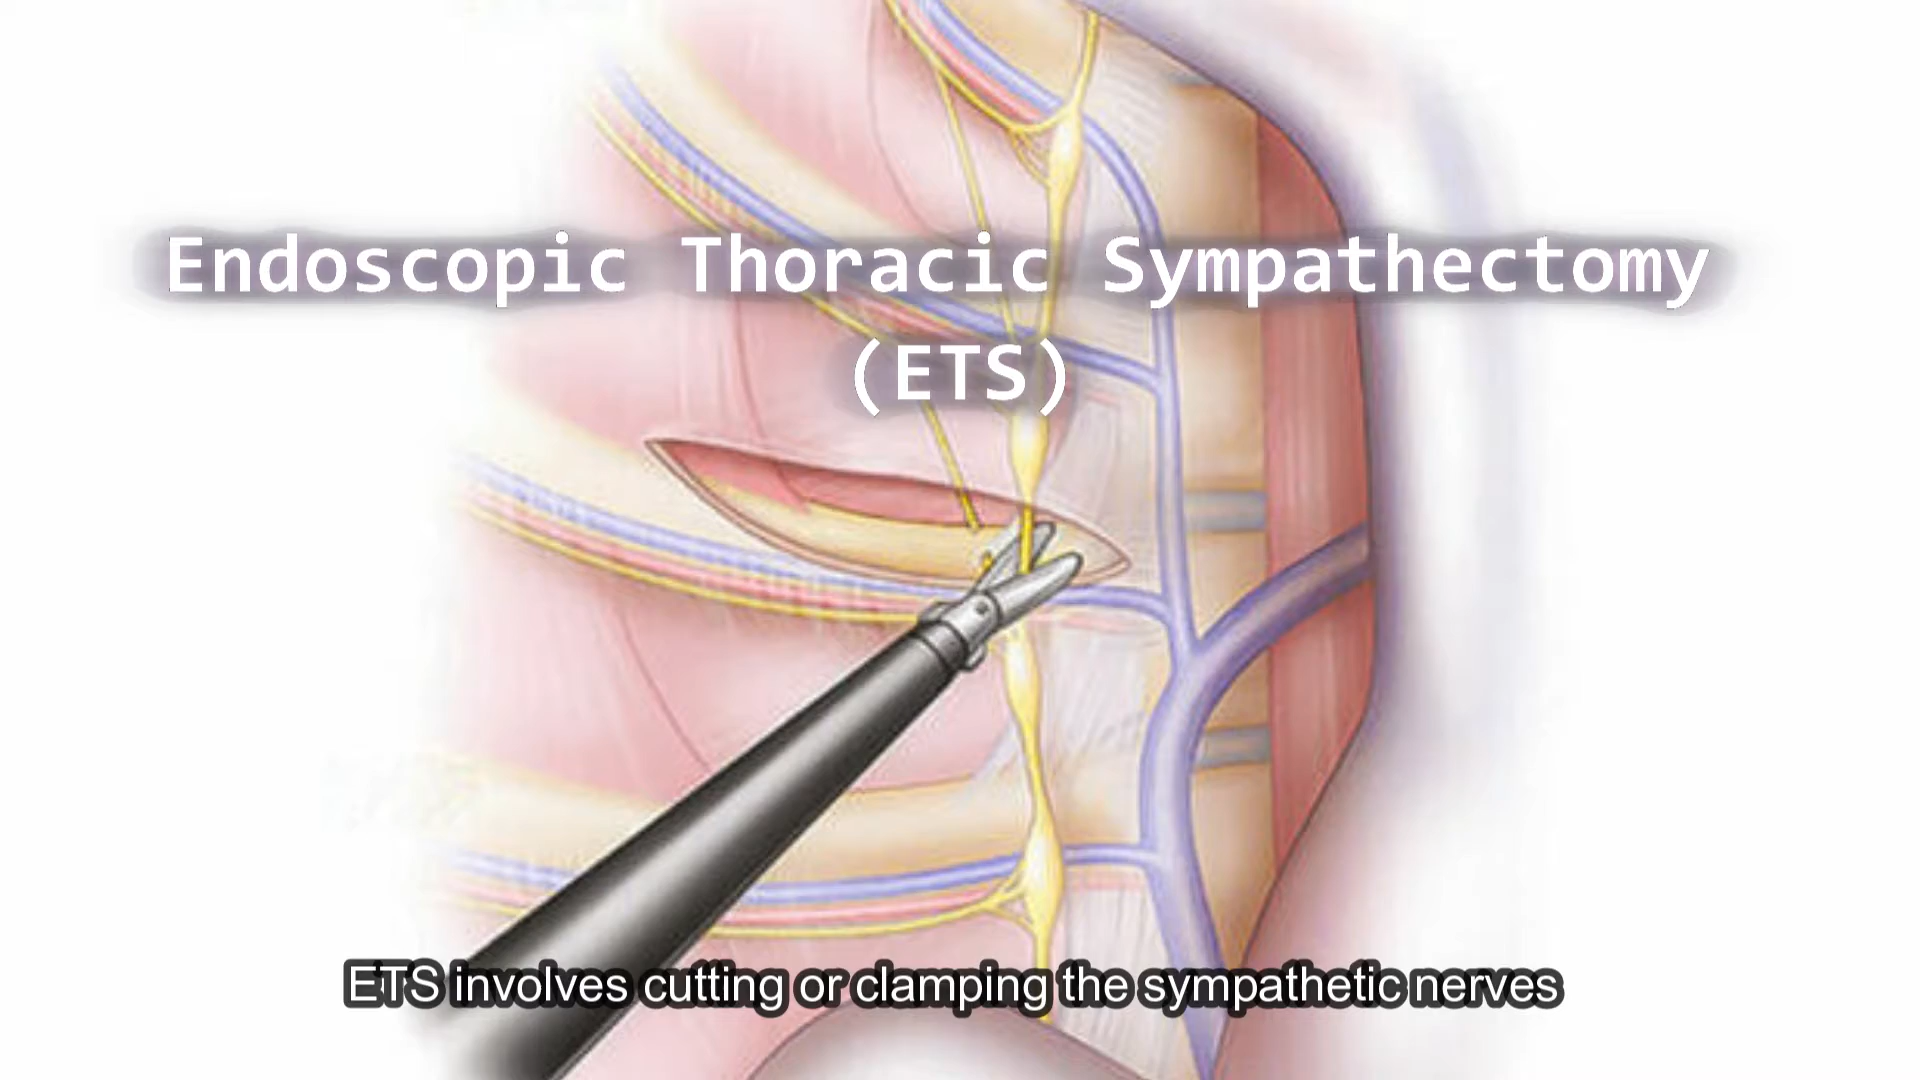 Endoscopic Thoracic Sympathectomy
(ETS)
ETS involves cutting or clamping the sympathetic nerves